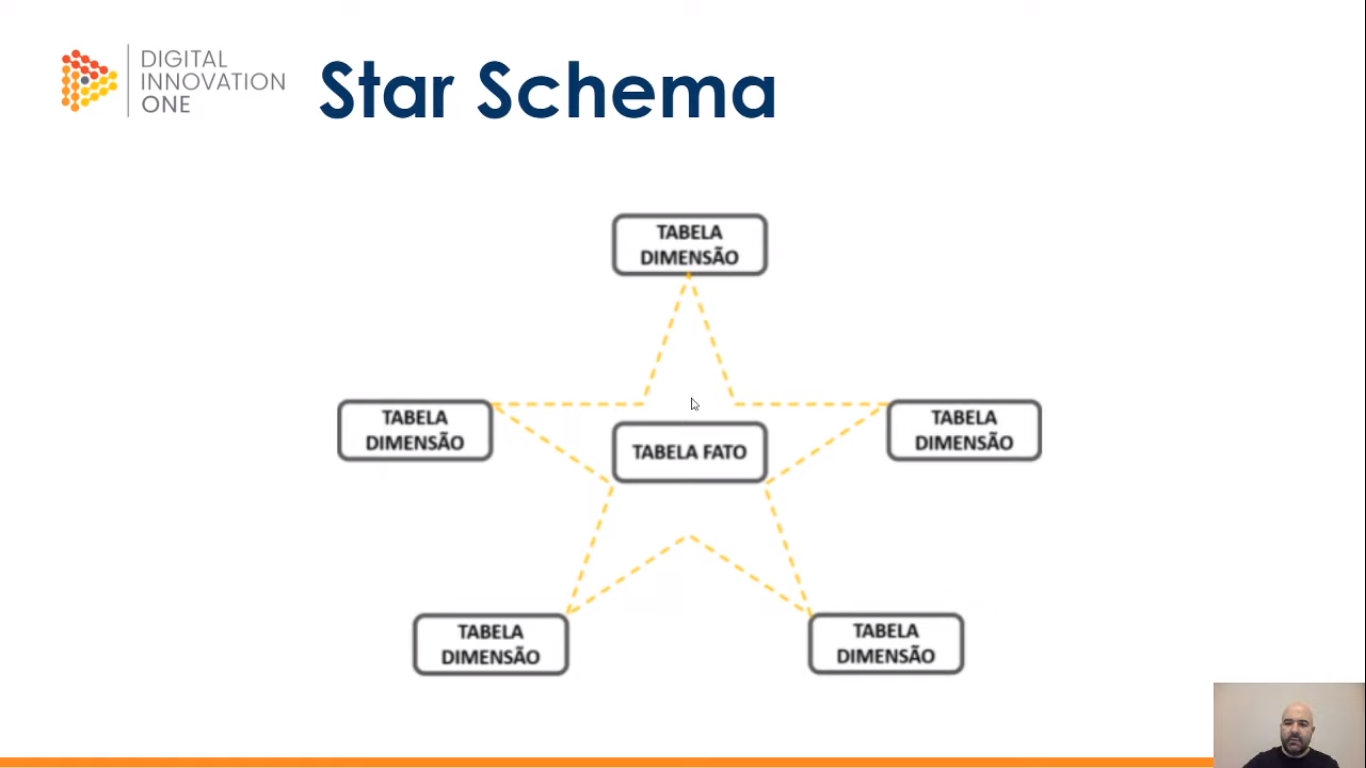 DIGITAL
INNOVATION
ONE
Star Schema
TABELA
DIMENSÃO
TABELA
DIMENSÃO
TABELA FATO
TABELA
DIMENSÃO
TABELA
DIMENSÃO
TABELA
DIMENSÃO